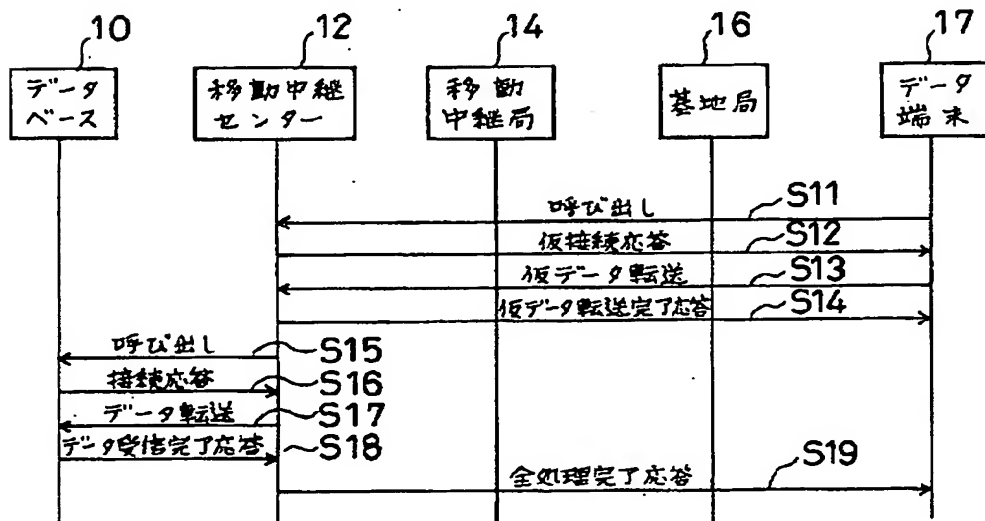 10
12
14
16
17
データ
ベース
移動中継
センター
移動
中継局
基地局
データ
端末
呼び出し
S11
仮接続応答
S12
仮データ転送
S13
仮データ転送完了応答
S14
呼び出し
S15
接続応答
S16
データ転送
S17
データ受信完了応答
S18
全処理完了応答
S19